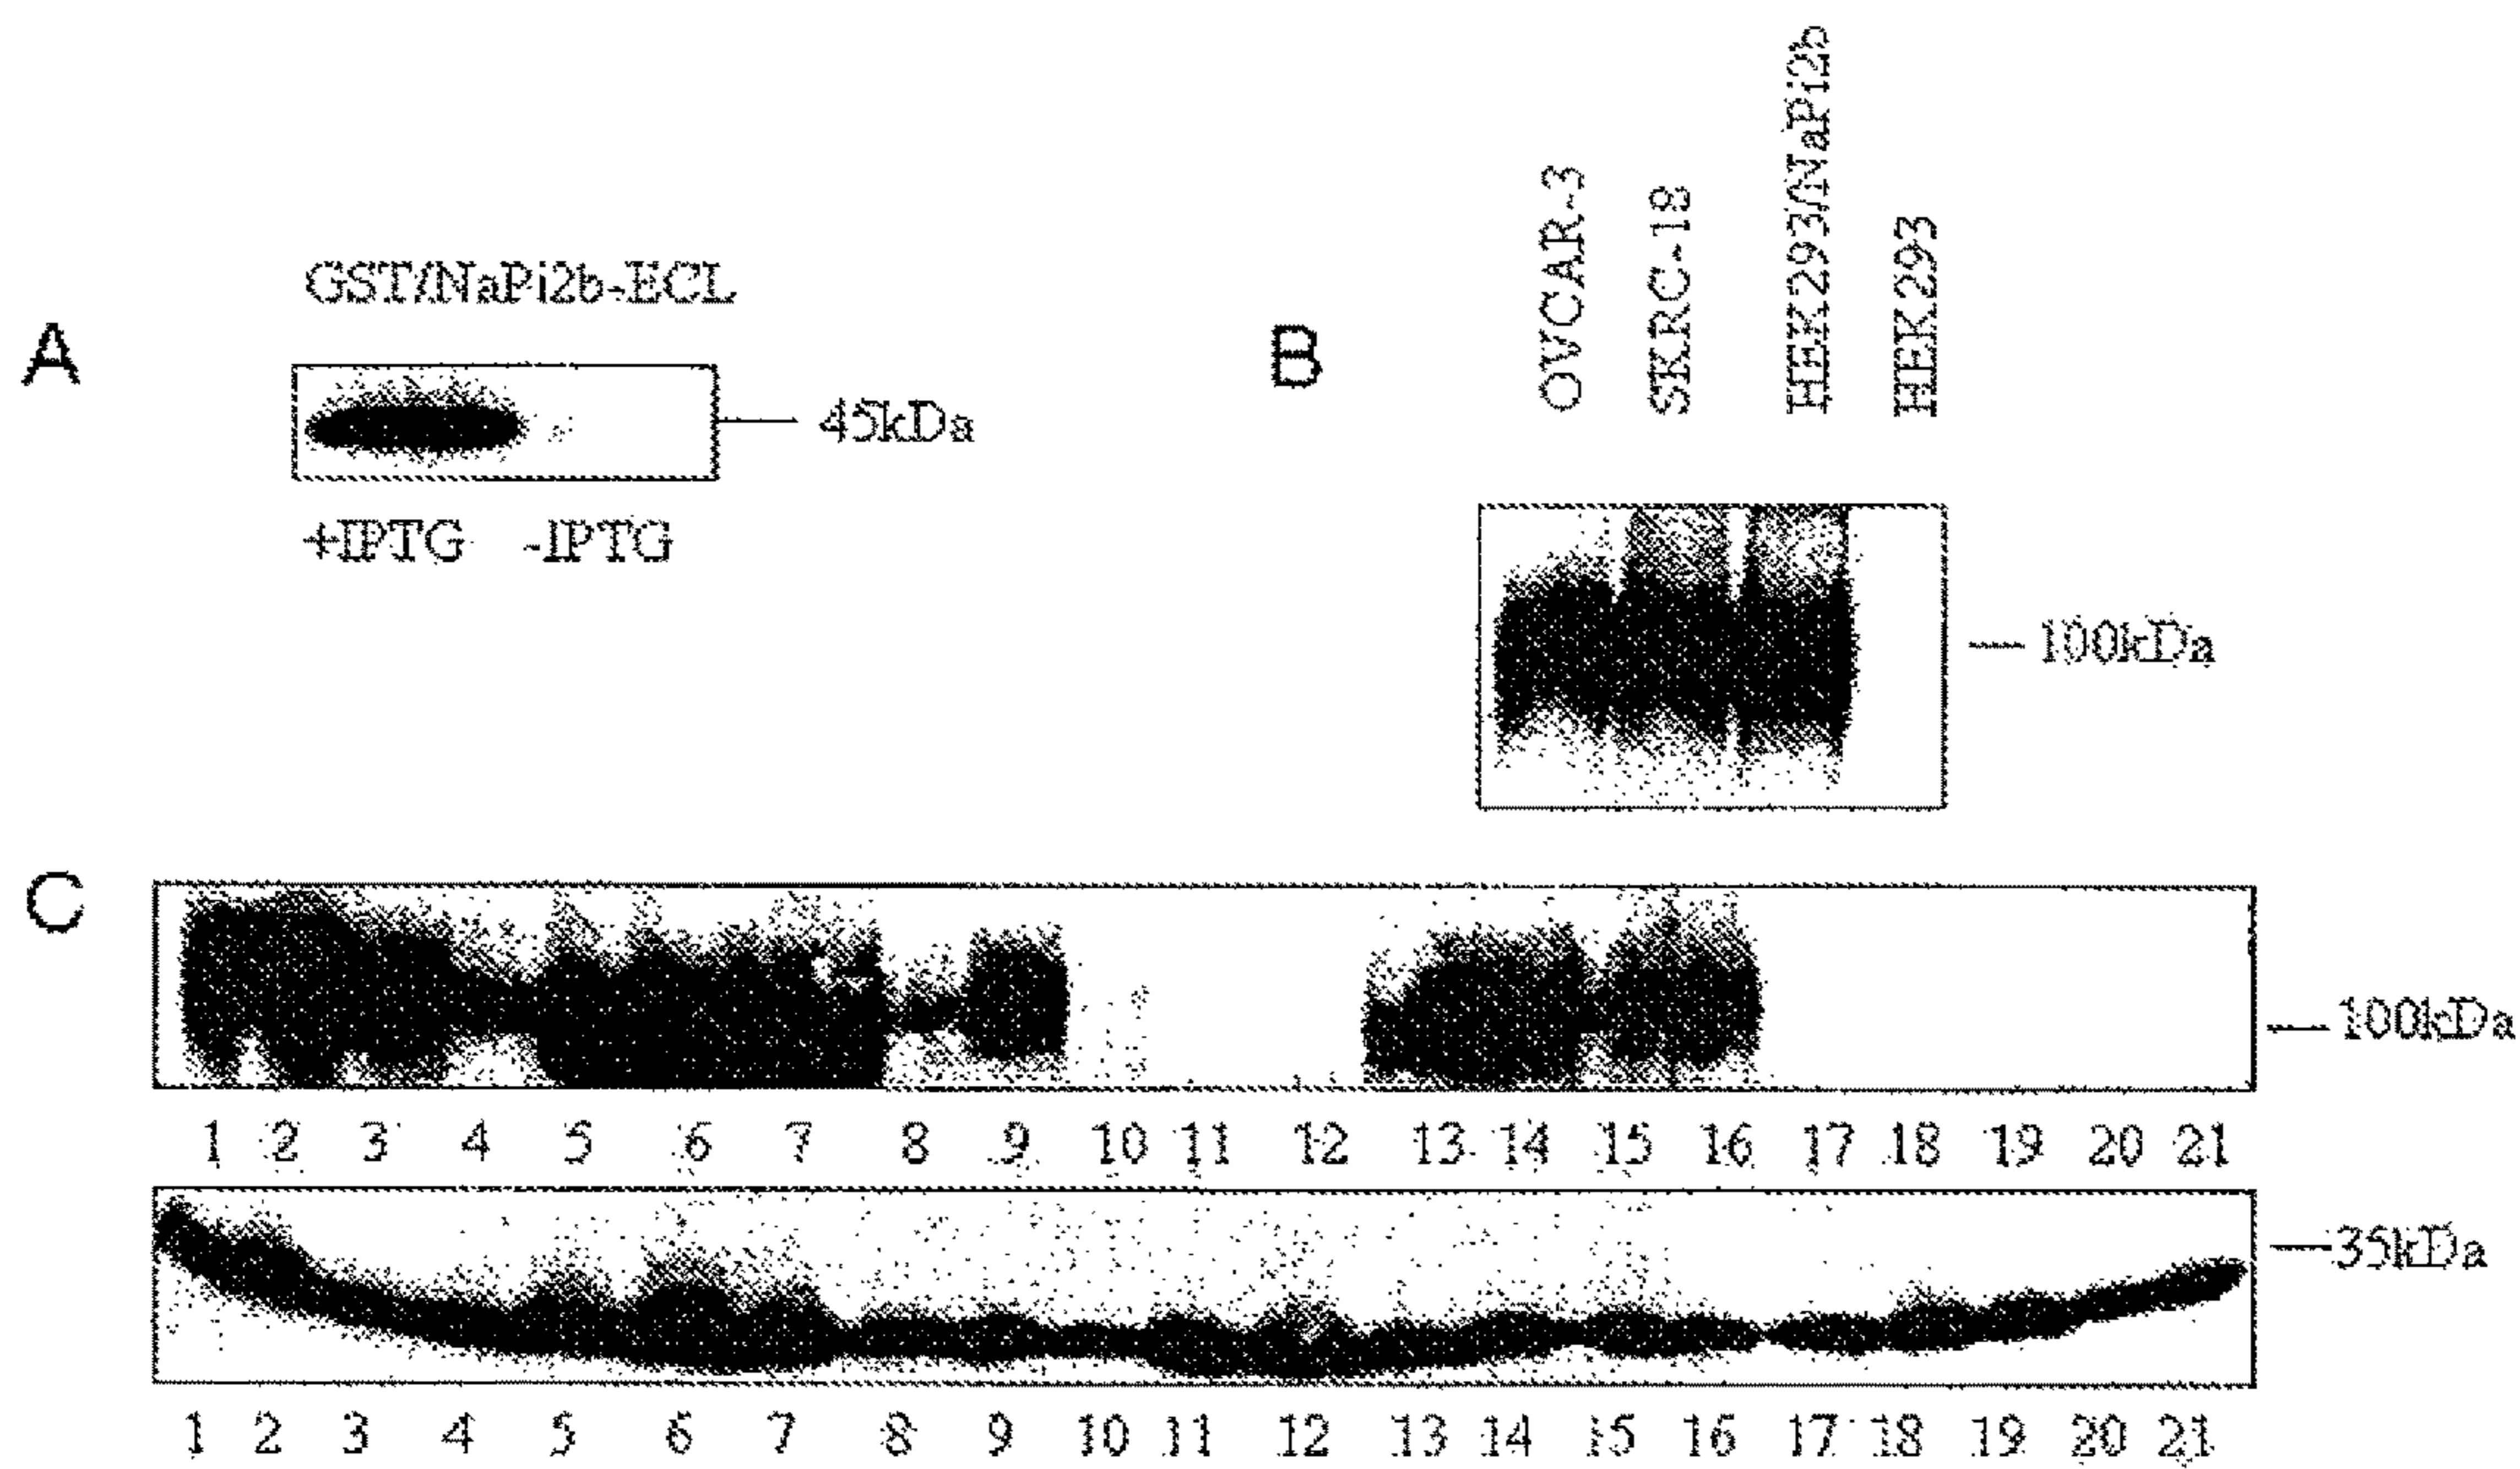 A
GST/NaPi2b-ECL
45kDa
+IPTG -IPTG
B
OVCAR-3
SKRC-18
HEK293/NaPi2b
HEK293
100kDa
C
100kDa
1 2 3 4 5 6 7 8 9 10 11 12 13 14 15 16 17 18 19 20 21
35kDa
1 2 3 4 5 6 7 8 9 10 11 12 13 14 15 16 17 18 19 20 21